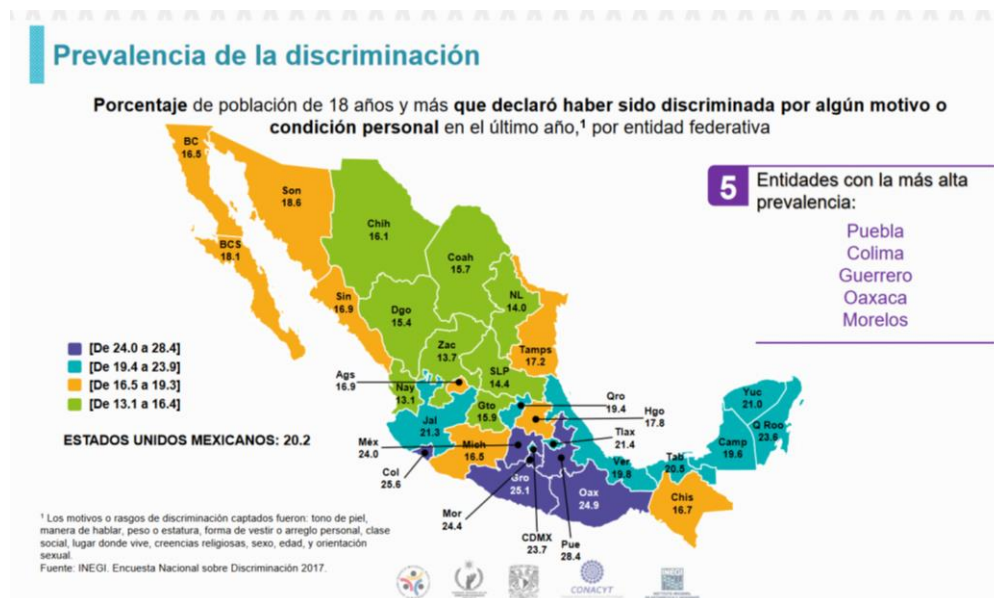 Prevalencia de la discriminación
Porcentaje de población de 18 años y más que declaró haber sido discriminada por algún motivo o
condición personal en el último año,¹ por entidad federativa
5
Entidades con la más alta
prevalencia:
Puebla
Colima
Guerrero
Oaxaca
Morelos
BC
16.5
Son
18.6
BCS
18.1
Chih
16.1
Coah
15.7
NL
14.0
Sin
16.9
Dgo
15.4
Zac
13.7
Tamps
17.2
SLP
14.4
Ags
16.9
Nay
13.1
Gto
15.9
Jal
21.3
Qro
19.4
Hgo
17.8
Tlax
21.4
Méx
24.0
Mich
16.5
Col
25.6
Mor
24.4
Gro
25.1
CDMX
23.7
Pue
28.4
Oax
24.9
Ver
19.8
Tab
20.5
Chis
16.7
Camp
19.6
Yuc
21.0
Q Roo
23.6
[De 24.0 a 28.4]
[De 19.4 a 23.9]
[De 16.5 a 19.3]
[De 13.1 a 16.4]
ESTADOS UNIDOS MEXICANOS: 20.2
¹ Los motivos o rasgos de discriminación captados fueron: tono de piel,
manera de hablar, peso o estatura, forma de vestir o arreglo personal, clase
social, lugar donde vive, creencias religiosas, sexo, edad, y orientación
sexual.
Fuente: INEGI. Encuesta Nacional sobre Discriminación 2017.
CONACYT